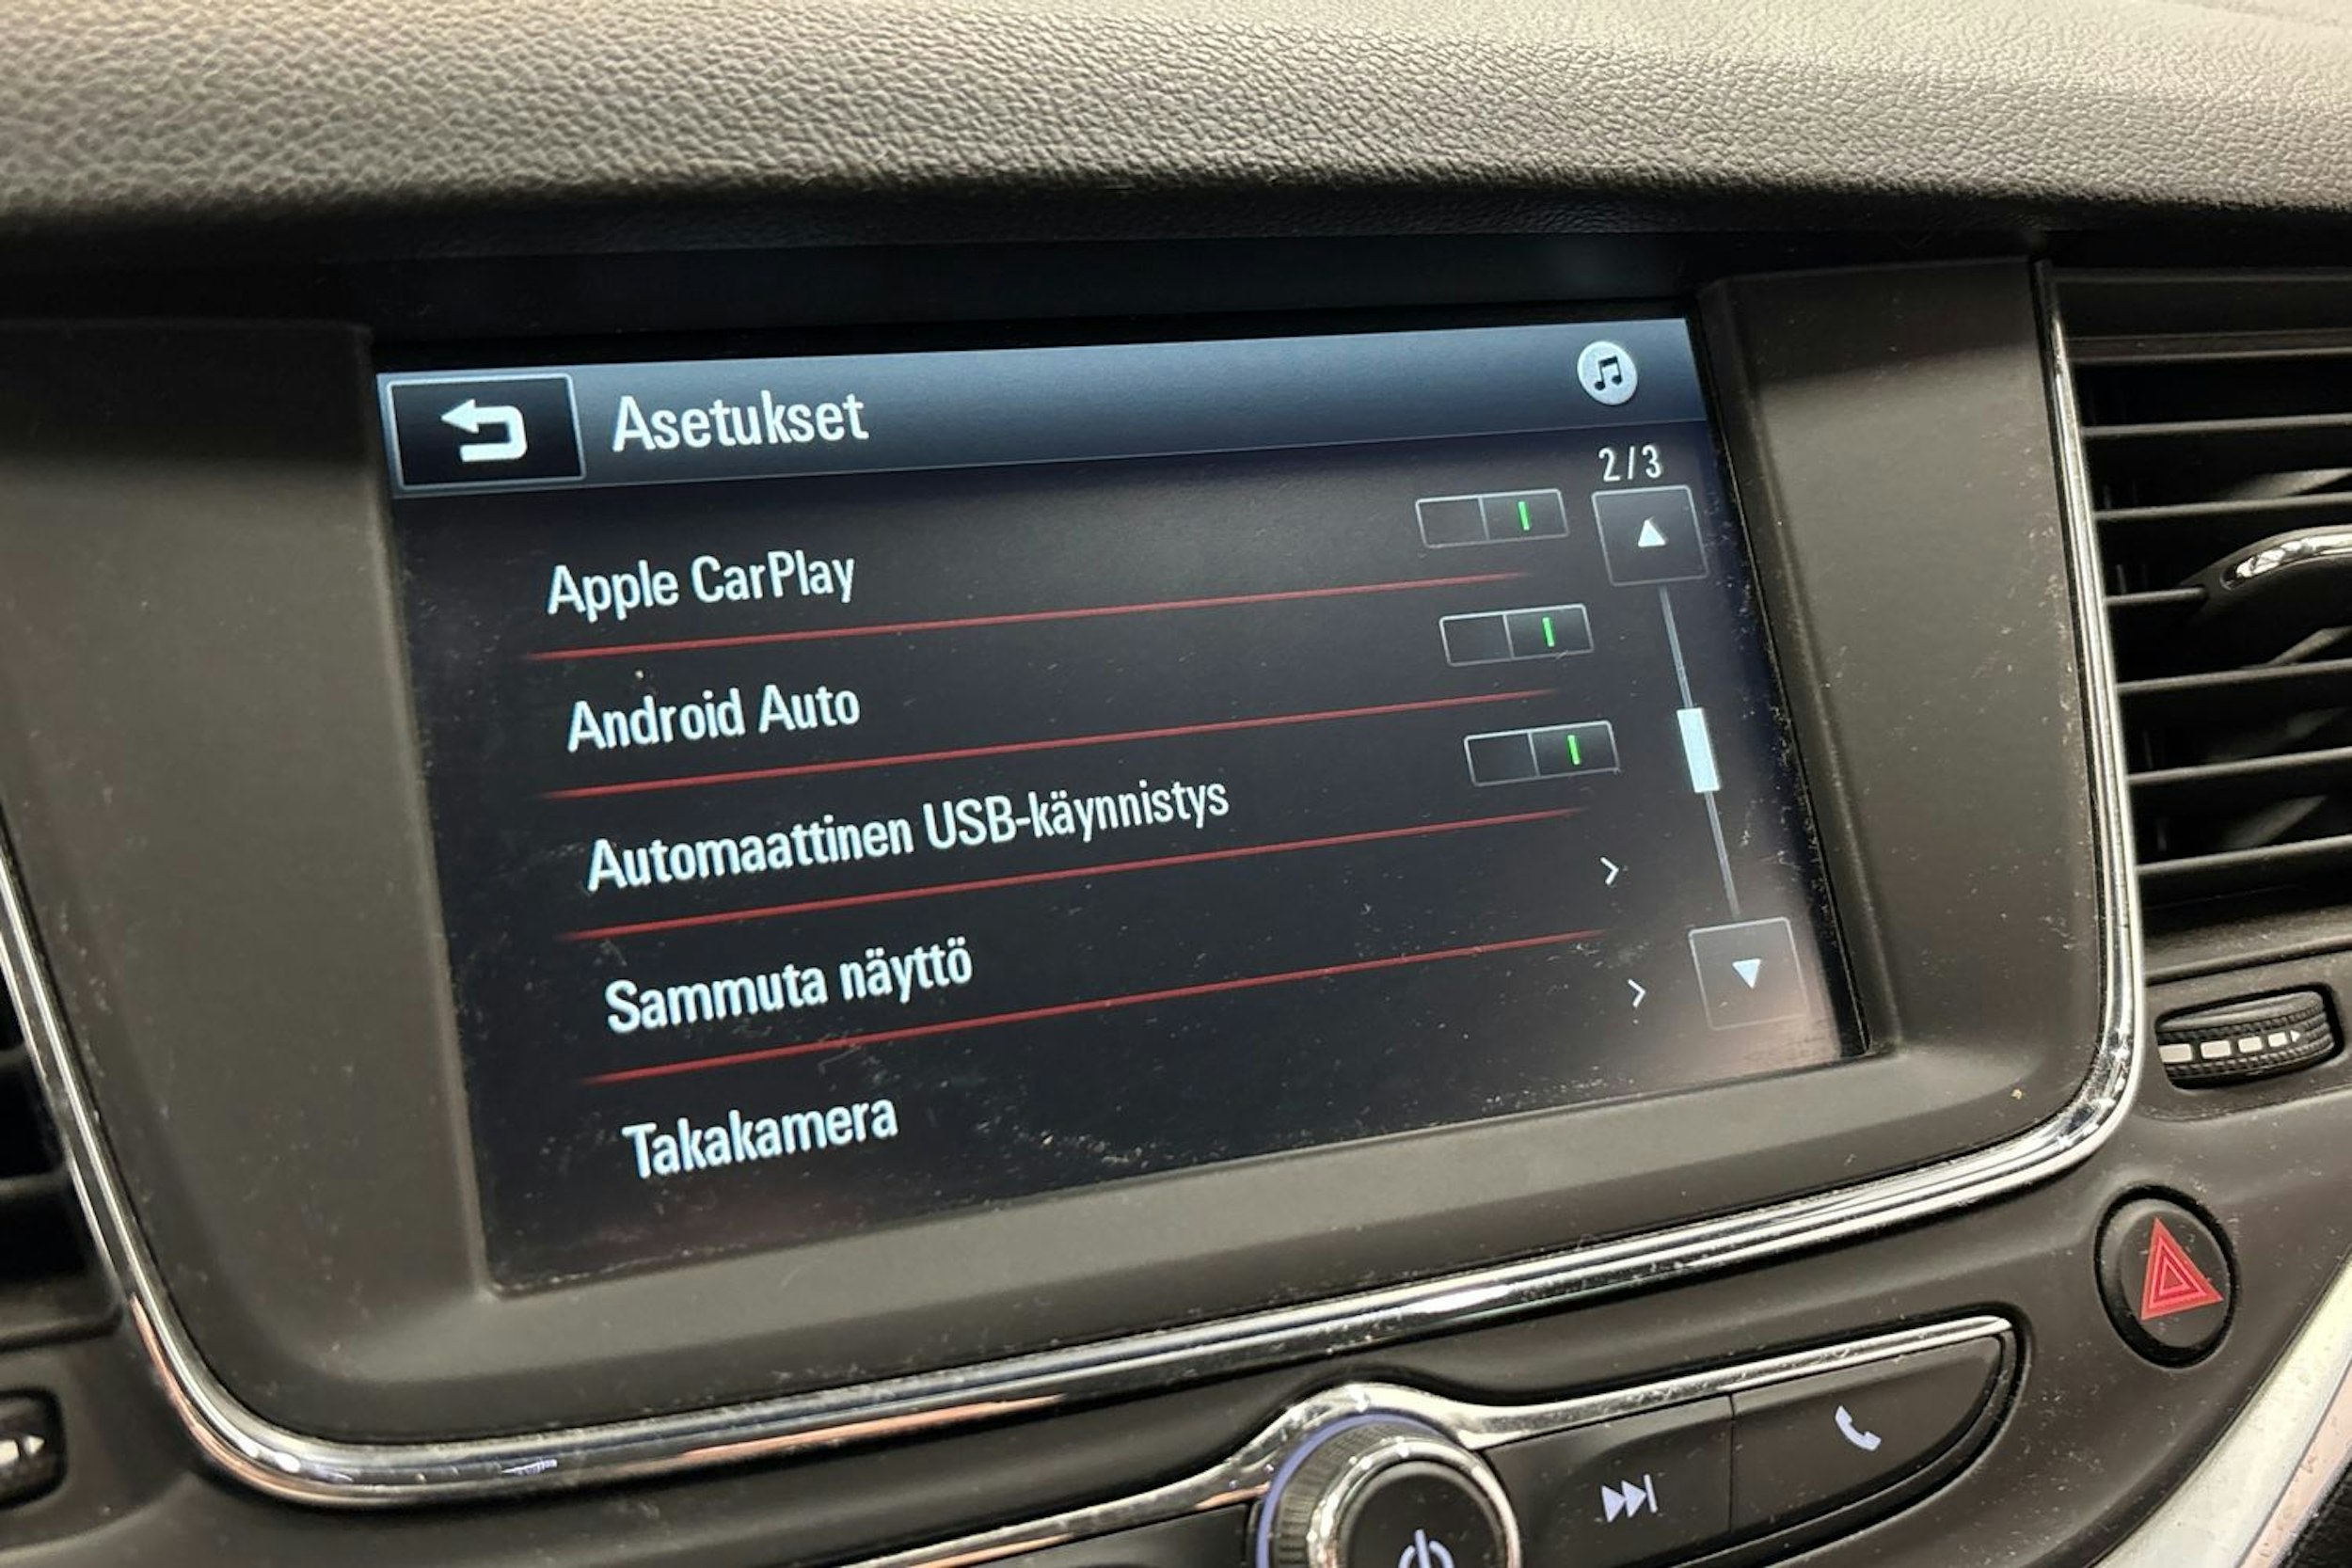 Asetukset
2/3
Apple CarPlay
Android Auto
Automaattinen USB-käynnistys
Sammuta näyttö
Takakamera